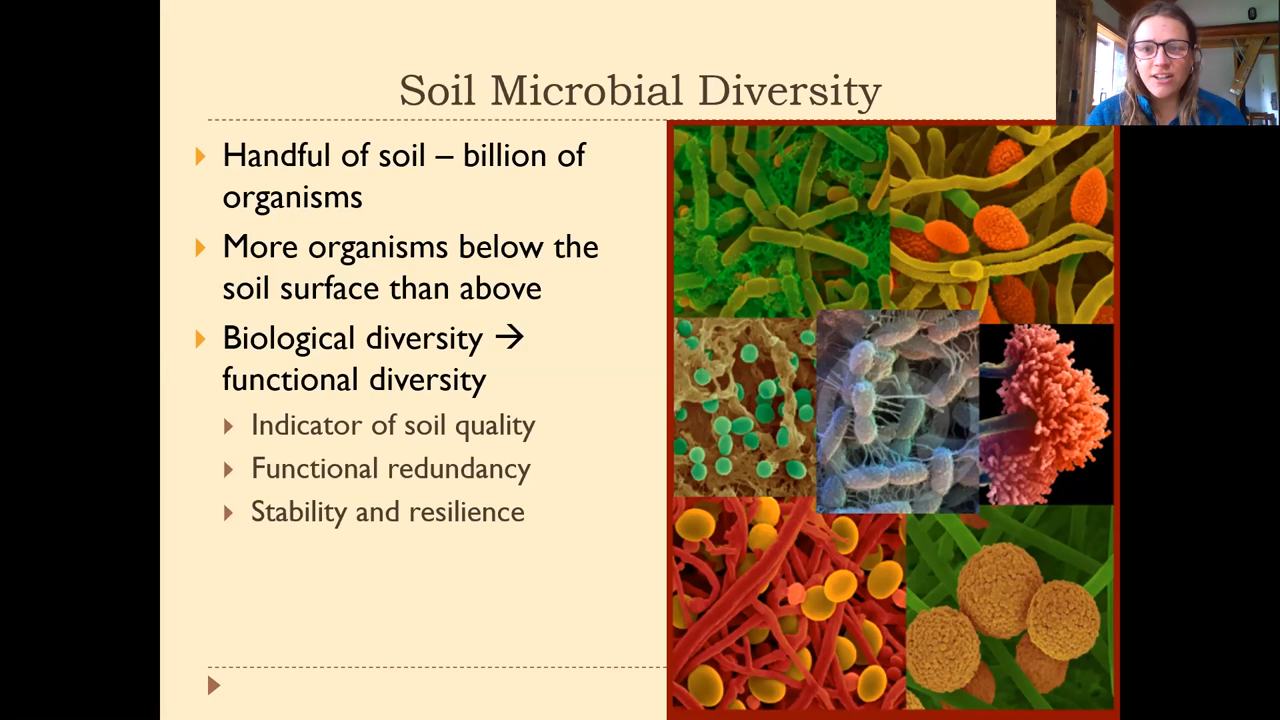 Soil Microbial Diversity
Handful of soil – billion of
organisms
More organisms below the
soil surface than above
Biological diversity →
functional diversity
Indicator of soil quality
Functional redundancy
Stability and resilience